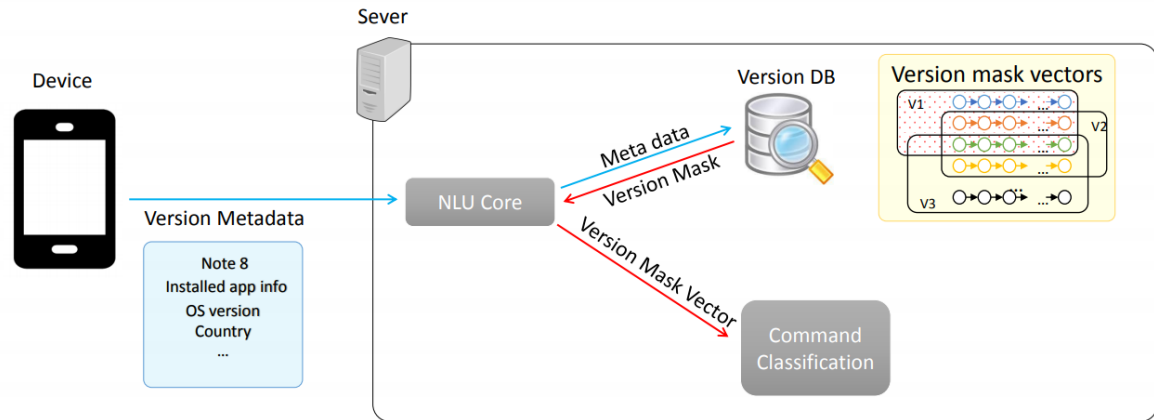 Sever
Device
Version DB
Version mask vectors
V1
...
V2
...
...
...
V3
...
...
Meta data
Version Mask
NLU Core
Version Metadata
Version Mask Vector
Note 8
Installed app info
OS version
Country
...
Command
Classification